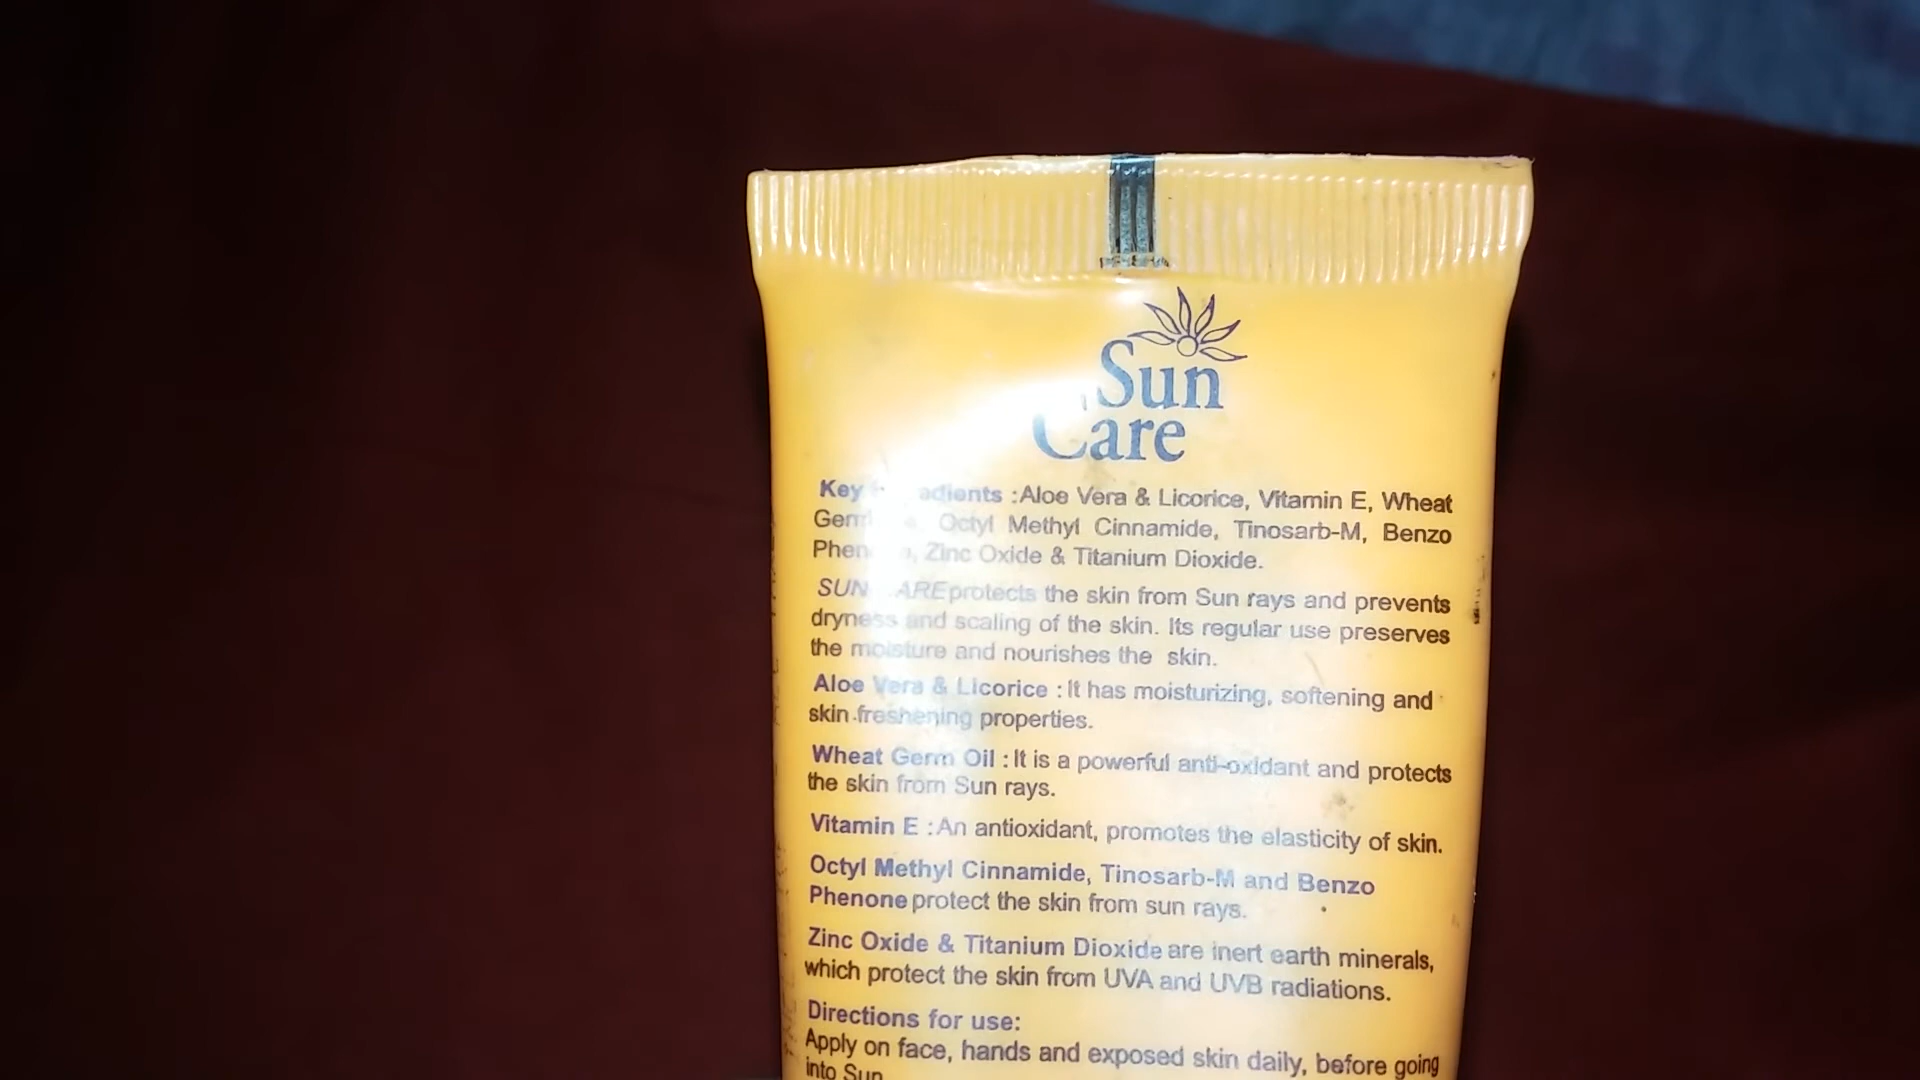 Sun
Care
Key :Aloe Vera & Licorice, Vitamin E, Wheat
Octyl Methyl Cinnamide, Tinosarb-M, Benzo
Zinc Oxide & Titanium Dioxide.
SUN protects the skin from Sun rays and prevents
dryness and scaling of the skin. Its regular use preserves
the moisture and nourishes the skin.
Aloe Vera & Licorice : It has moisturizing, softening and
skin freshening properties.
Wheat Germ Oil : It is a powerful anti-oxidant and protects
the skin from Sun rays.
Vitamin E : An antioxidant, promotes the elasticity of skin.
Octyl Methyl Cinnamide, Tinosarb-M and Benzo
Phenone protect the skin from sun rays.
Zinc Oxide & Titanium Dioxide are inert earth minerals,
which protect the skin from UVA and UVB radiations.
Directions for use:
Apply on face, hands and exposed skin daily, before going
into Sun